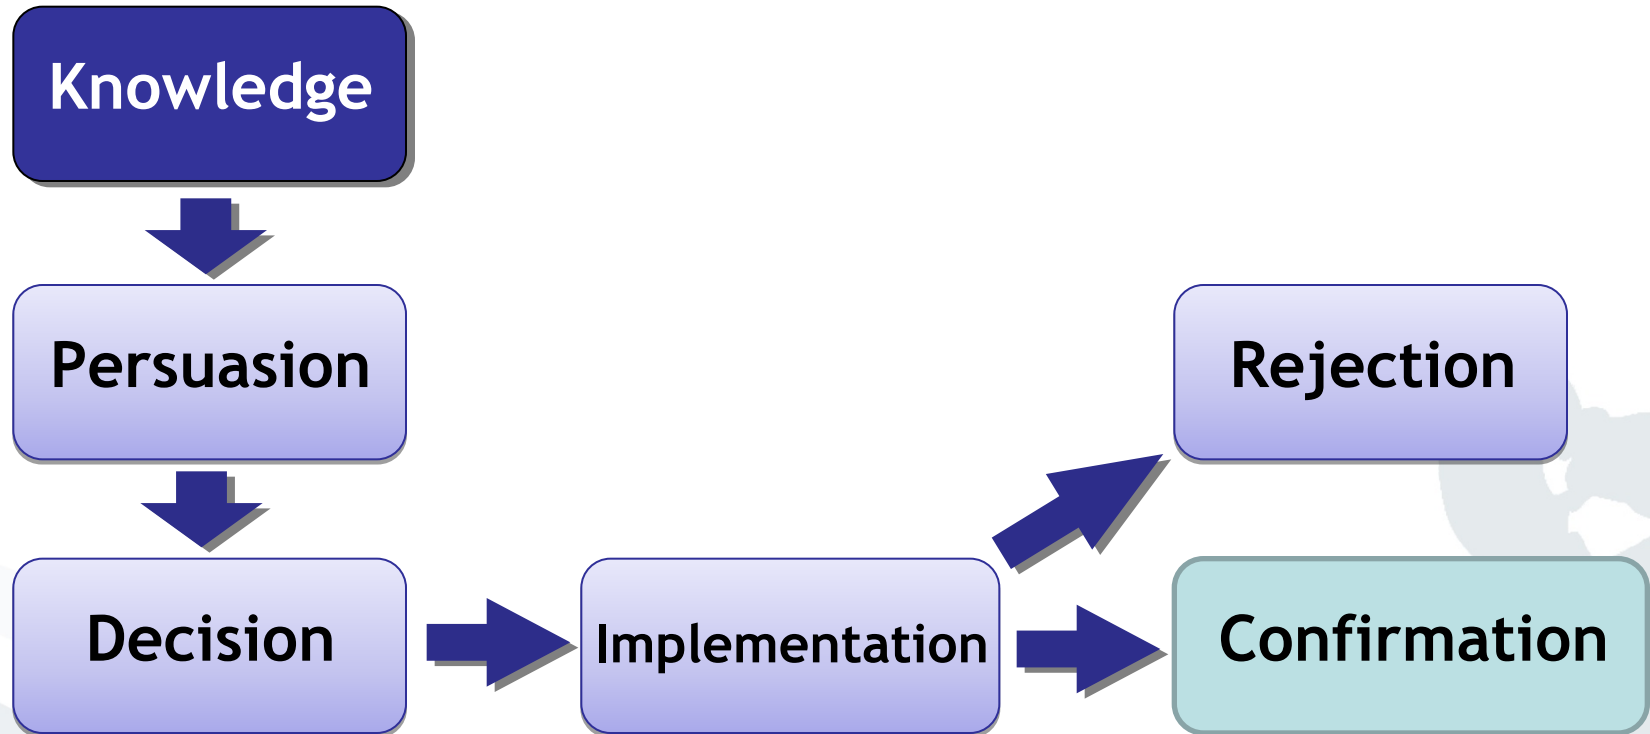 Knowledge
Persuasion
Rejection
Decision
Implementation
Confirmation